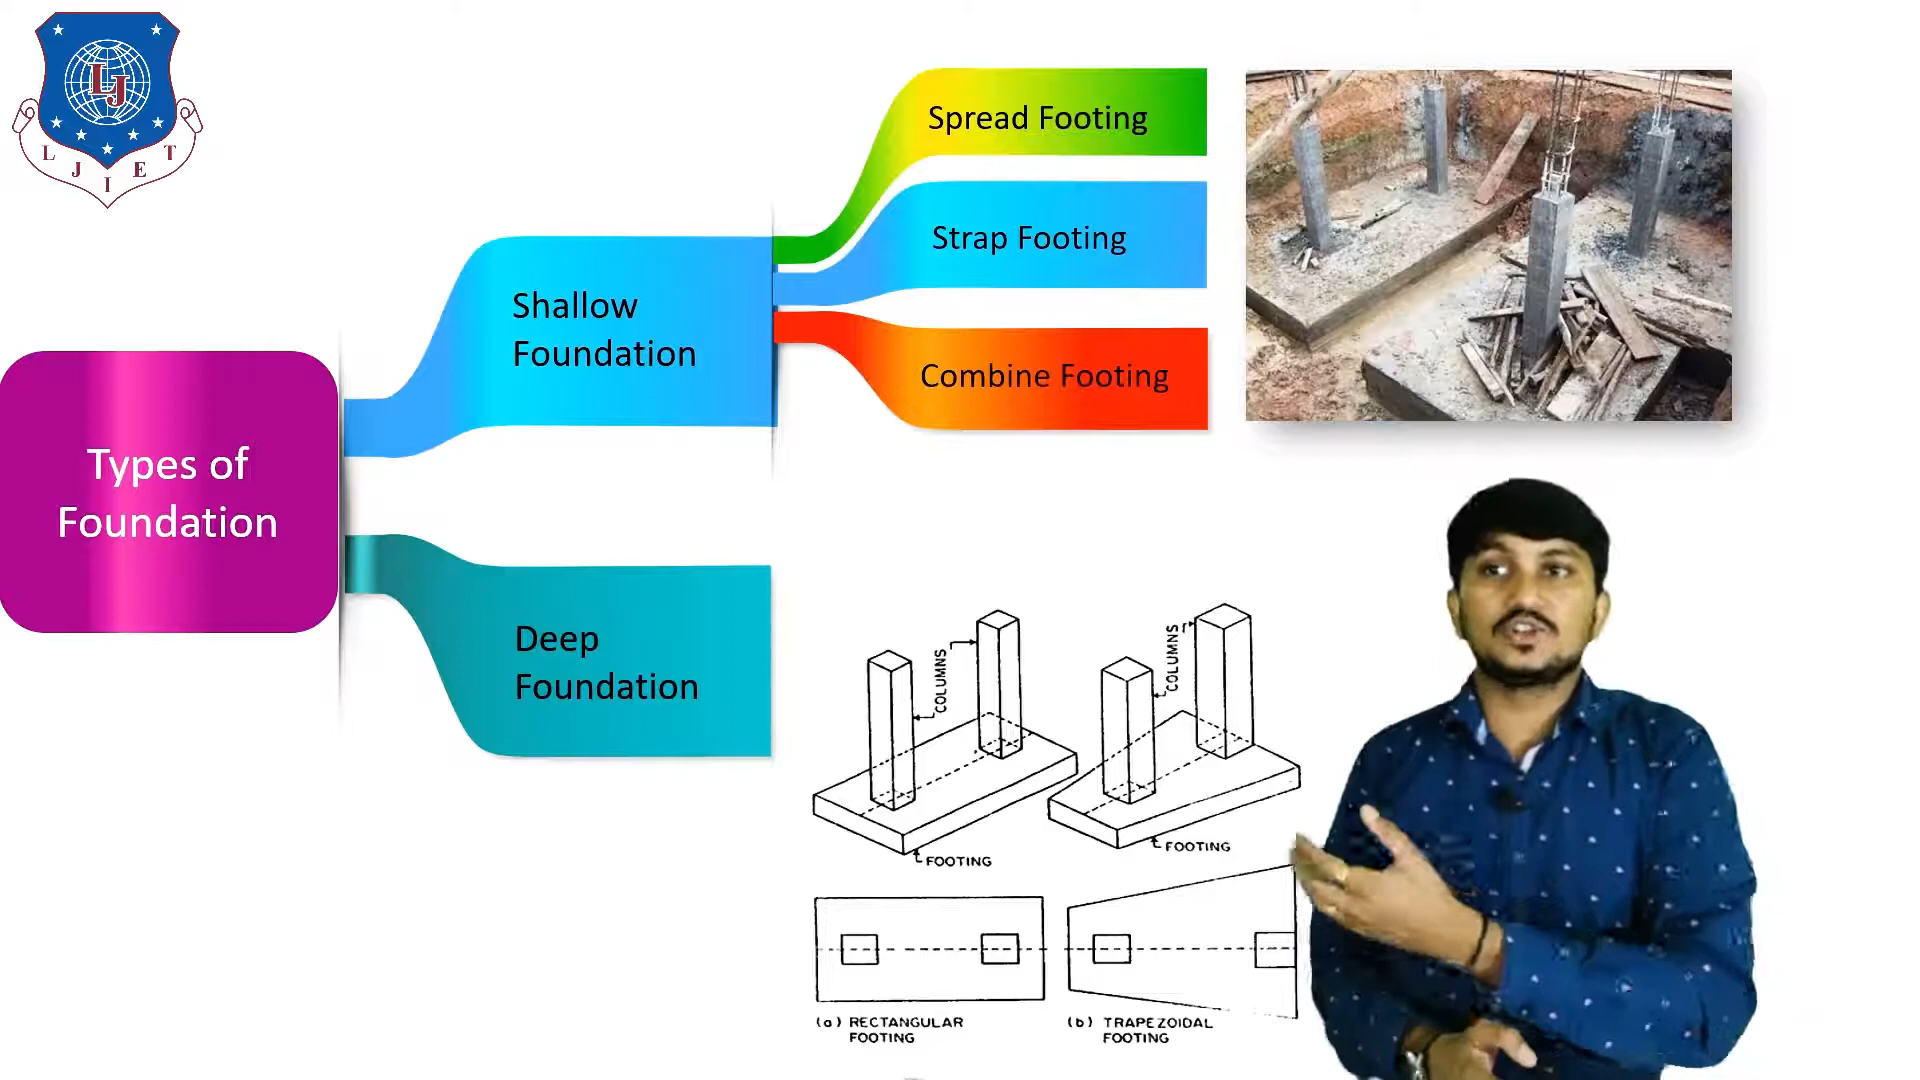 LJ
L J I E T
Types of
Foundation
Shallow
Foundation
Deep
Foundation
Spread Footing
Strap Footing
Combine Footing
COLUMNS
FOOTING
COLUMNS
FOOTING
(a) RECTANGULAR
FOOTING
(b) TRAPEZOIDAL
FOOTING